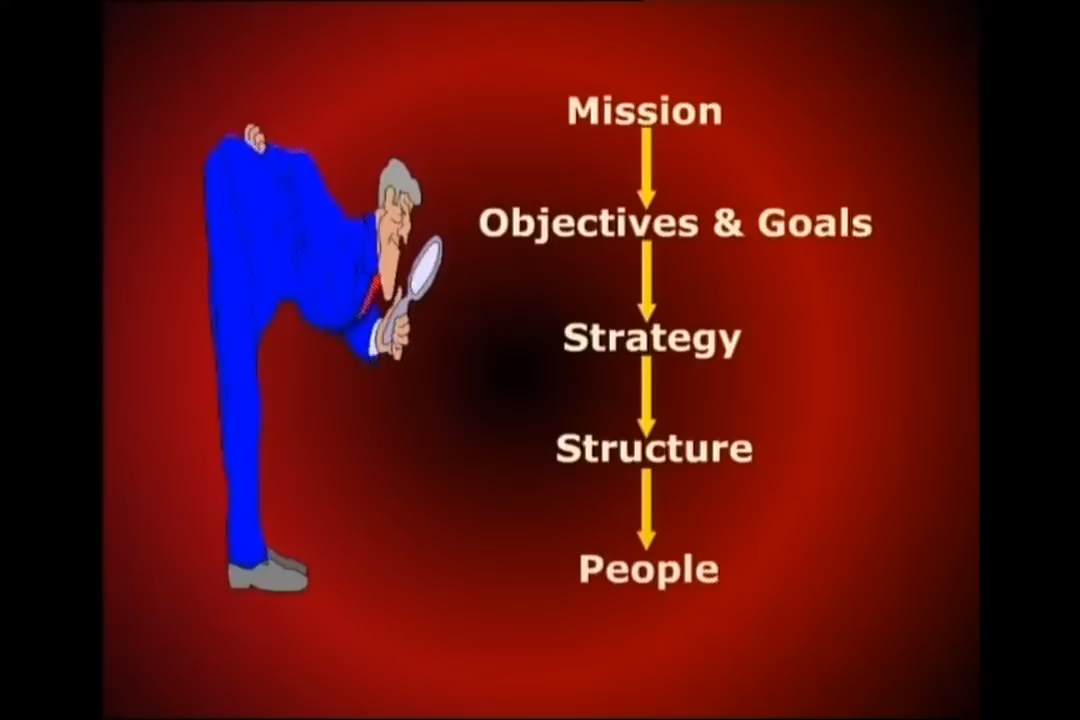 Mission
Objectives & Goals
Strategy
Structure
People